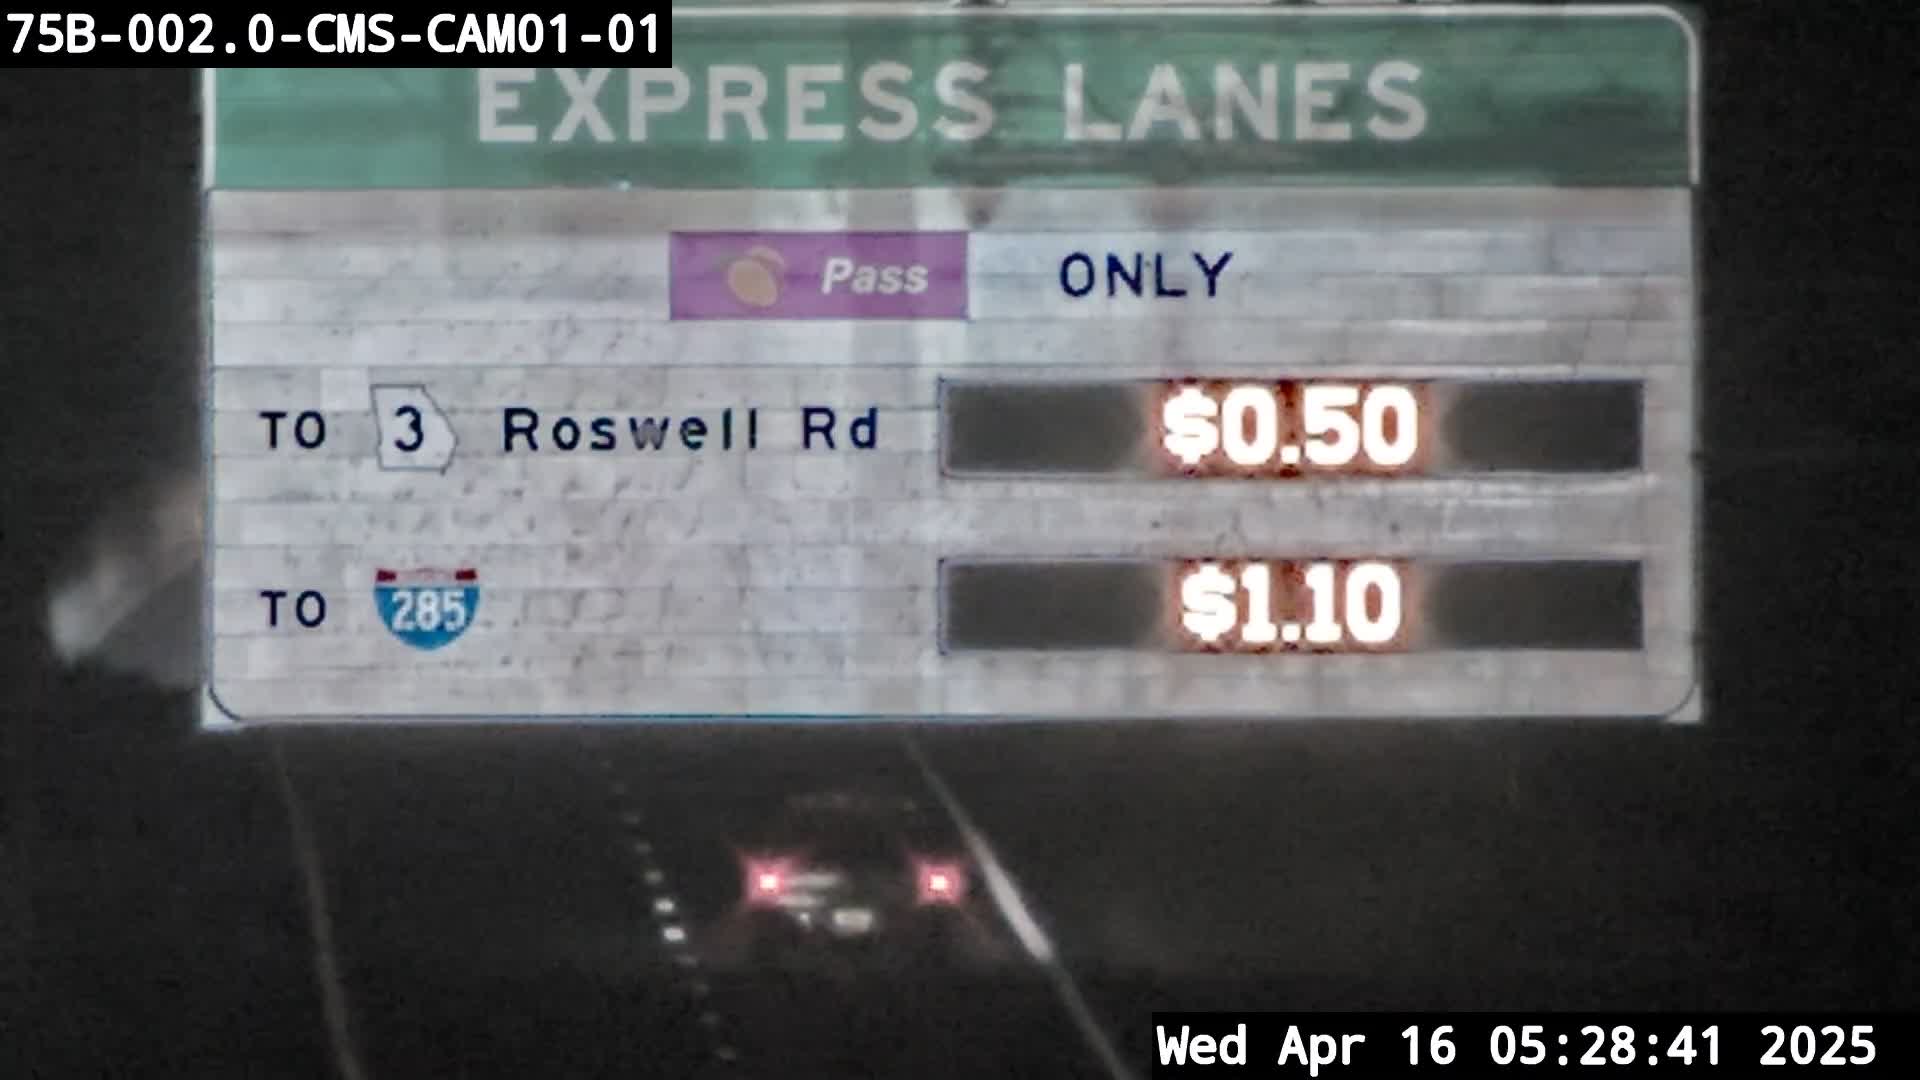 75B-002.0-CMS-CAM01-01
EXPRESS LANES
Pass ONLY
TO 3 Roswell Rd $0.50
TO 285 $1.10
Wed Apr 16 05:28:41 2025